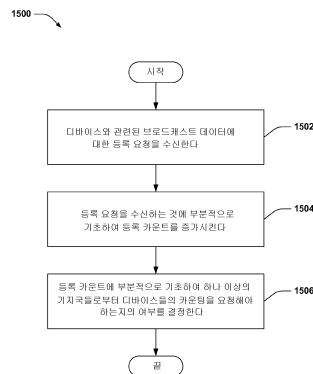 1500
시작
디바이스와 관련된 브로드캐스트 데이터에
대한 등록 요청을 수신한다
1502
등록 요청을 수신하는 것에 부분적으로
기초하여 등록 카운트를 증가시킨다
1504
등록 카운트에 부분적으로 기초하여 하나 이상의
기지국들로부터 디바이스들의 카운팅을 요청해야
하는지의 여부를 결정한다
1506
끝